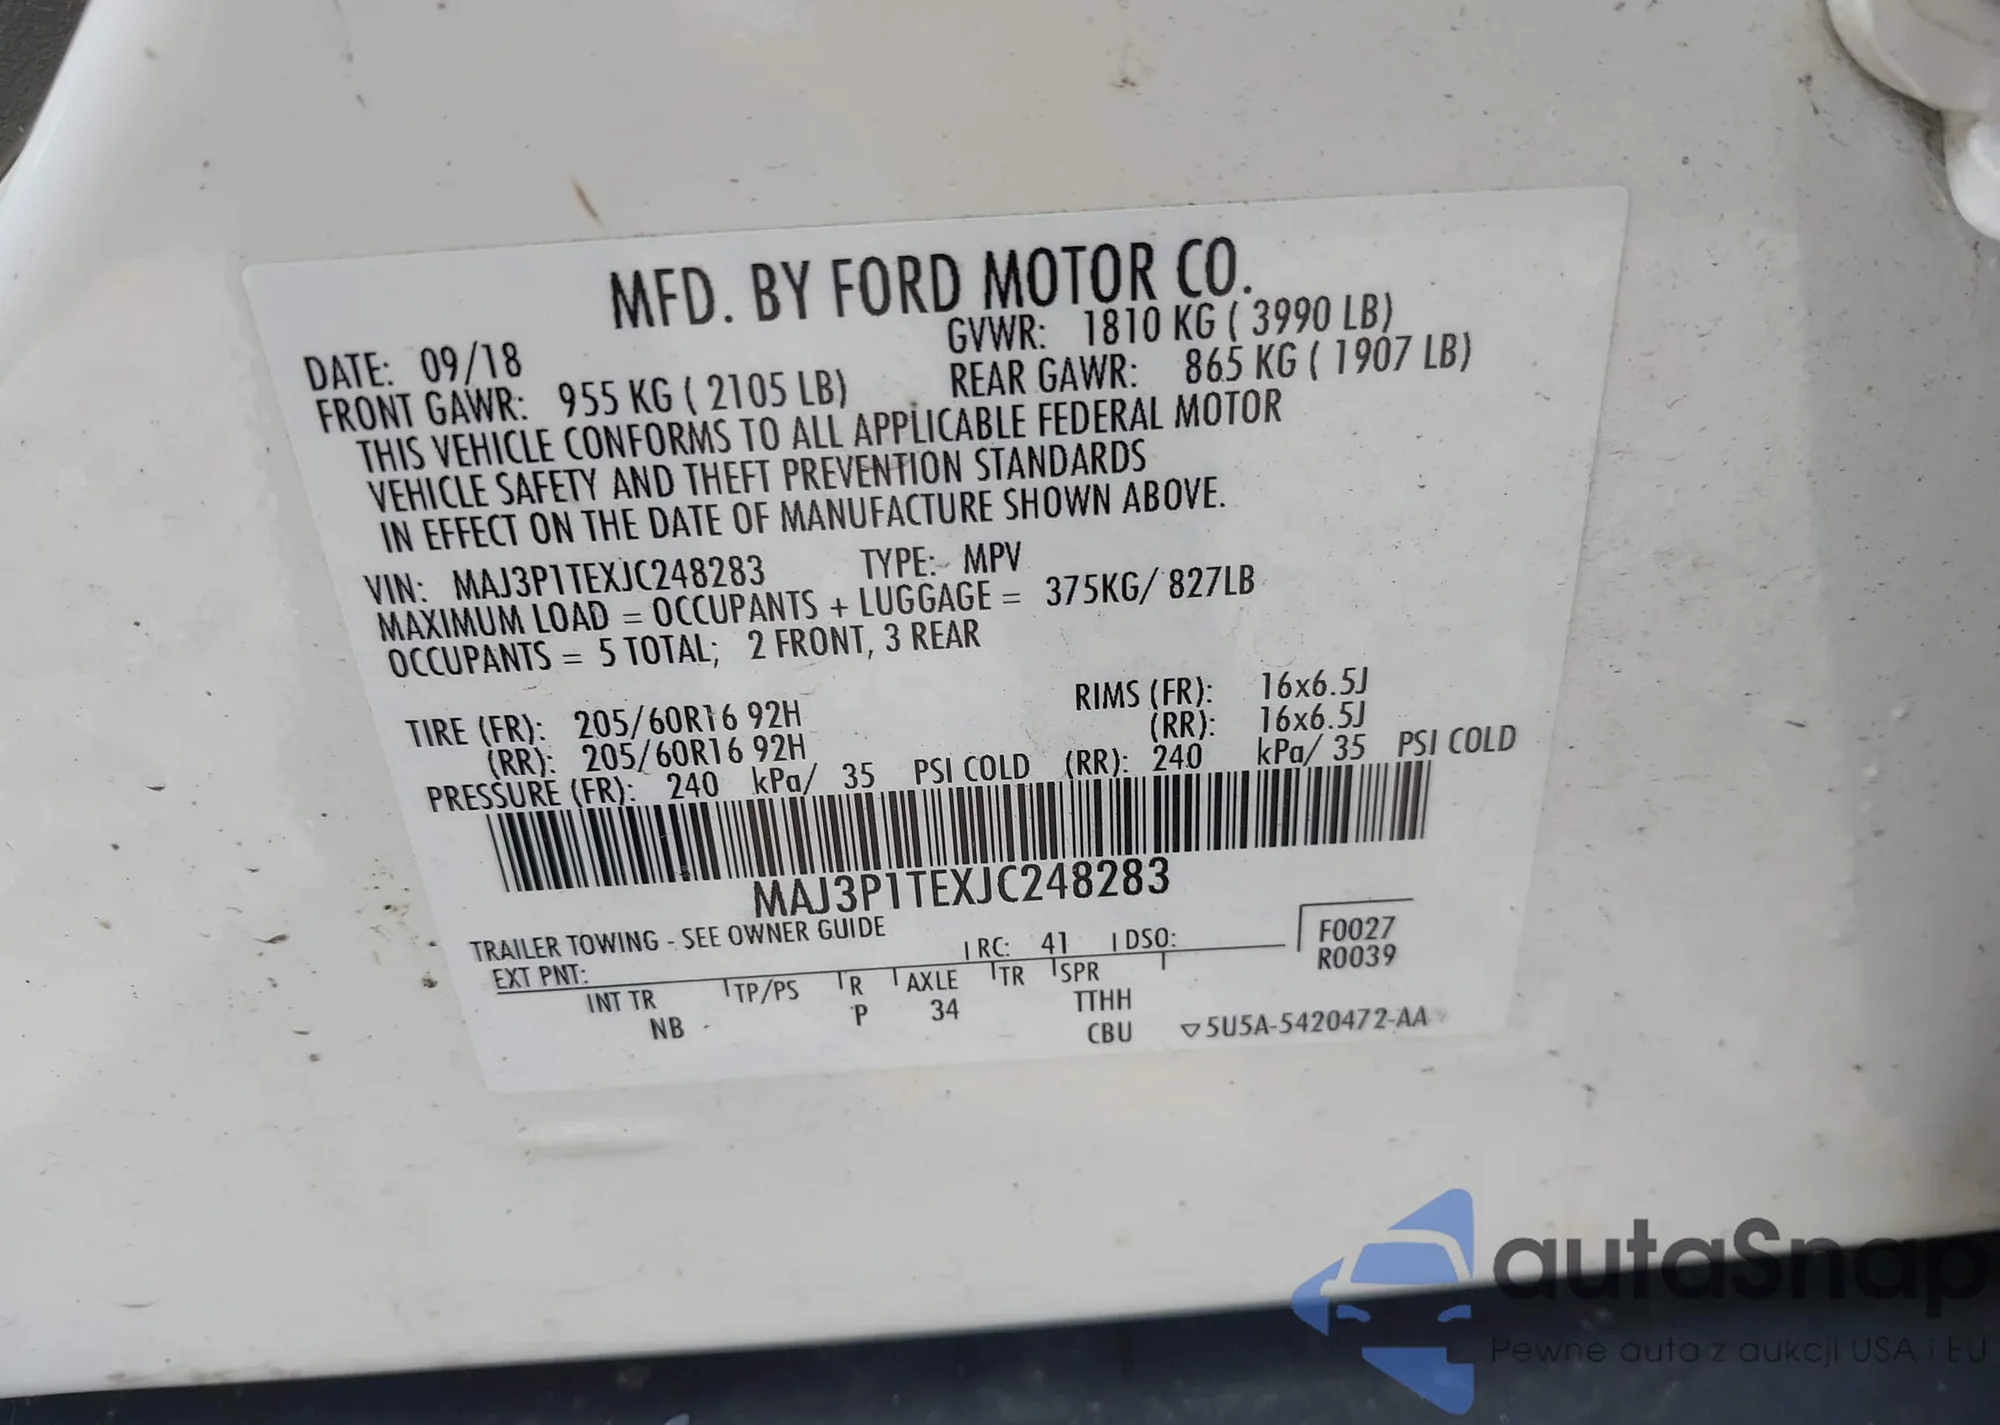 MFD. BY FORD MOTOR CO.
DATE: 09/18 GVWR: 1810 KG ( 3990 LB)
FRONT GAWR: 955 KG ( 2105 LB) REAR GAWR: 865 KG ( 1907 LB)
THIS VEHICLE CONFORMS TO ALL APPLICABLE FEDERAL MOTOR
VEHICLE SAFETY AND THEFT PREVENTION STANDARDS
IN EFFECT ON THE DATE OF MANUFACTURE SHOWN ABOVE.
VIN: MAJ3P1TEXJC248283 TYPE: MPV
MAXIMUM LOAD = OCCUPANTS + LUGGAGE = 375KG/ 827LB
OCCUPANTS = 5 TOTAL; 2 FRONT, 3 REAR
TIRE (FR): 205/60R16 92H RIMS (FR): 16x6.5J
(RR): 205/60R16 92H (RR): 16x6.5J
PRESSURE (FR): 240 kPa/ 35 PSI COLD (RR): 240 kPa/ 35 PSI COLD
MAJ3P1TEXJC248283
TRAILER TOWING - SEE OWNER GUIDE
EXT PNT: RC: 41 DSO: F0027
R0039
INT TR TP/PS R AXLE TR SPR
NB P 34 TTHH
CBU ▽5U5A-5420472-AA
autoSnap
Pewne auta z aukcji USA i EU